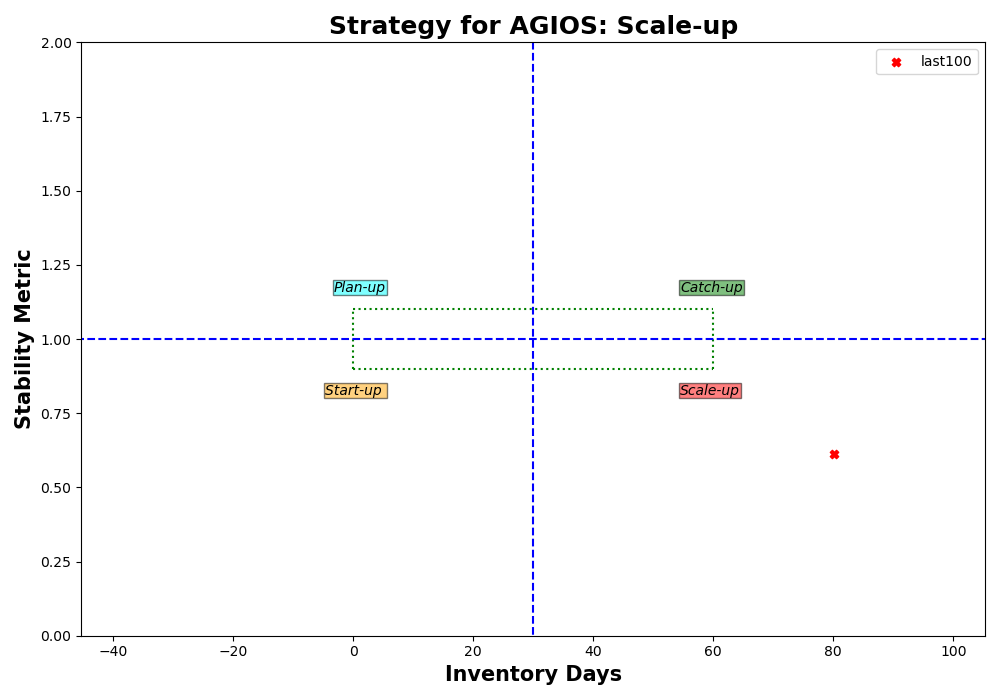 Strategy for AGIOS: Scale-up
2.00
last100
1.75
1.50
1.25
Plan-up
Catch-up
1.00
Start-up
Scale-up
0.75
0.50
0.25
0.00
Stability Metric
−40
−20
0
20
40
60
80
100
Inventory Days